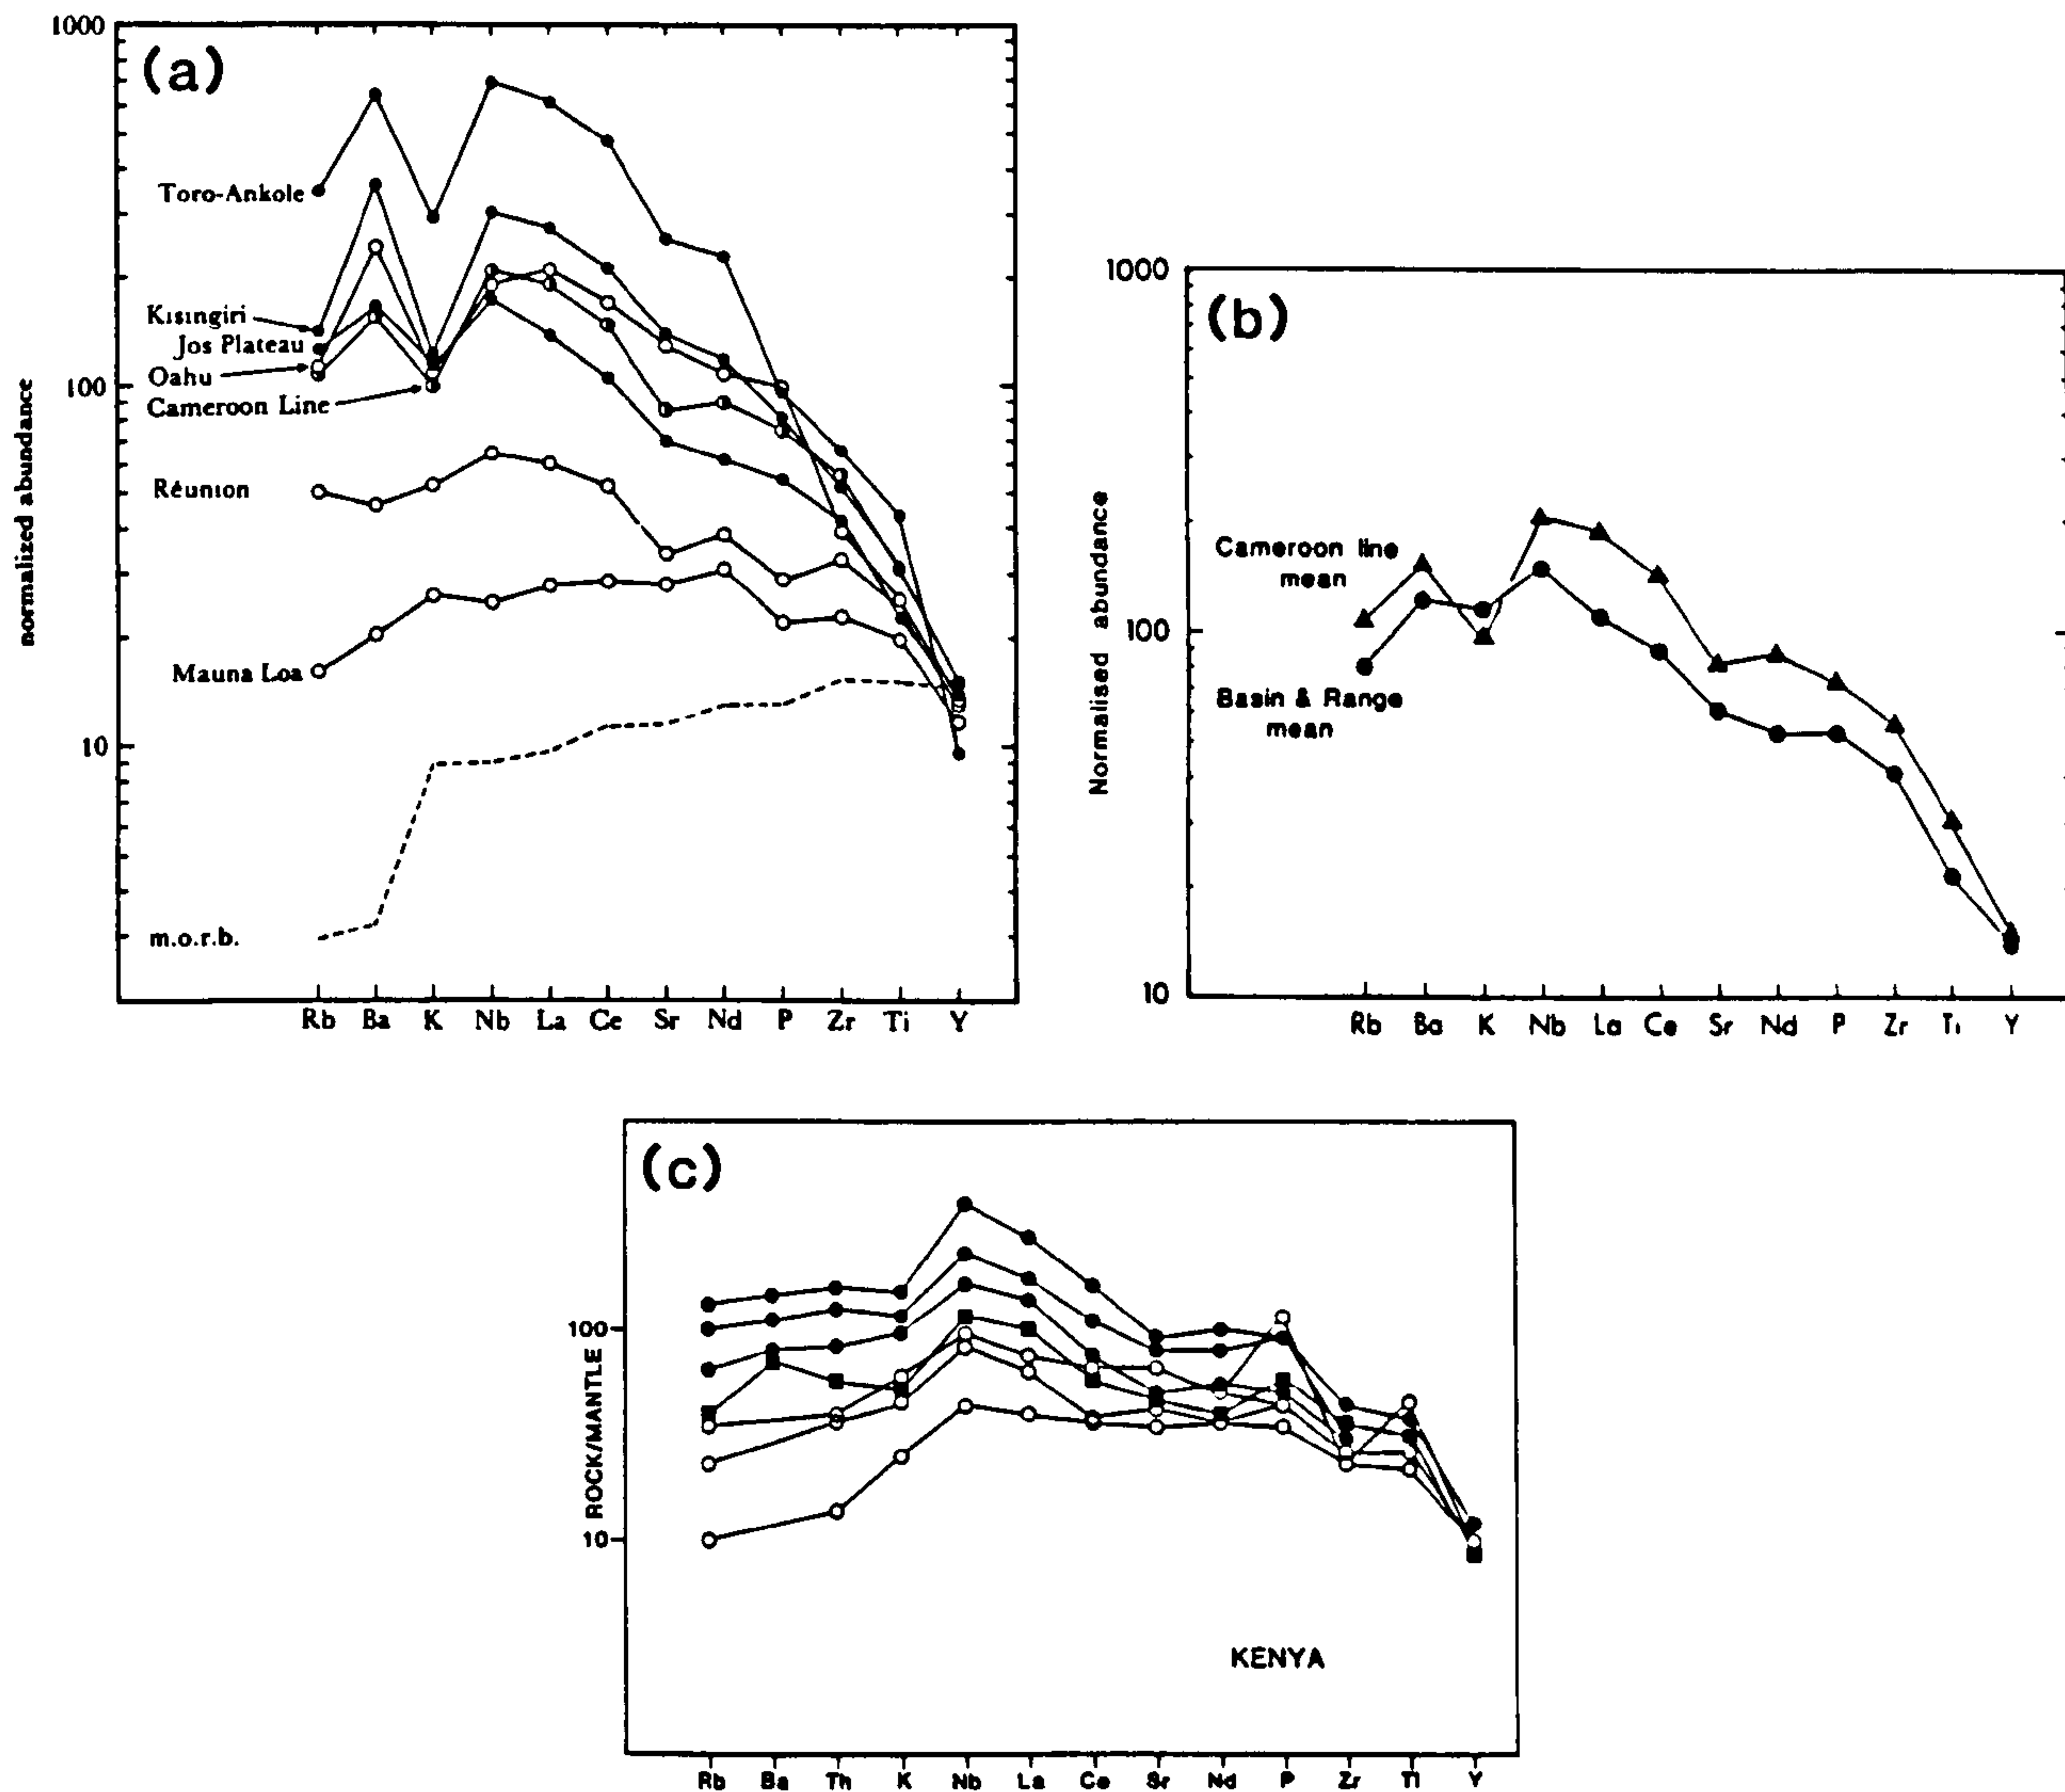 (a)
1000
100
10
normalized abundance
Toro-Ankole
Kisingiri
Jos Plateau
Oahu
Cameroon Line
Réunion
Mauna Loa
m.o.r.b.
Rb Ba K Nb La Ce Sr Nd P Zr Ti Y
(b)
1000
100
10
Normalised abundance
Cameroon line
mean
Basin & Range
mean
Rb Ba K Nb La Ce Sr Nd P Zr Ti Y
(c)
100
10
ROCK/MANTLE
KENYA
Rb Ba Th K Nb La Ce Sr Nd P Zr Ti Y